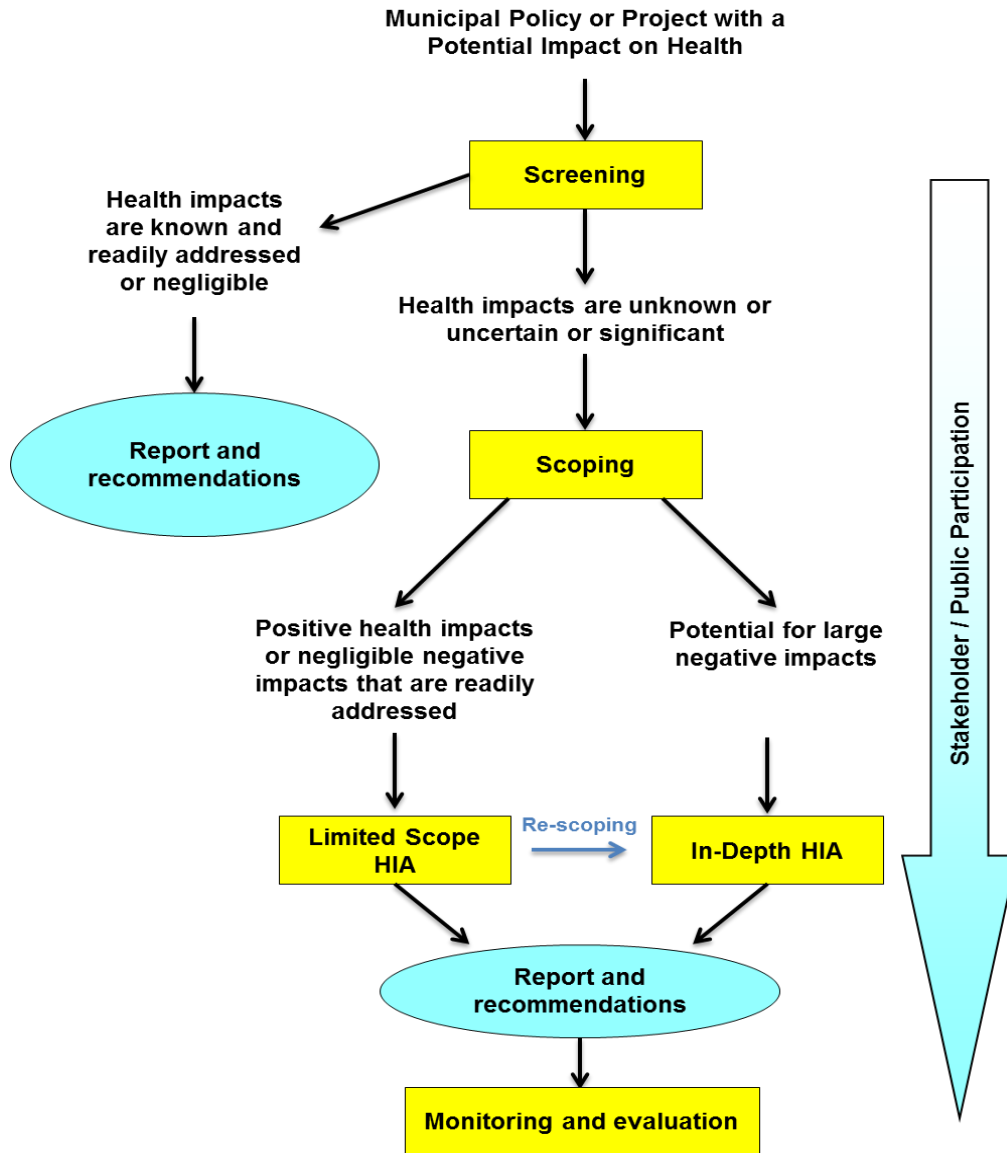 Municipal Policy or Project with a
Potential Impact on Health
Screening
Health impacts
are known and
readily addressed
or negligible
Health impacts are unknown or
uncertain or significant
Report and
recommendations
Scoping
Positive health impacts
or negligible negative
impacts that are readily
addressed
Potential for large
negative impacts
Limited Scope
HIA
Re-scoping
In-Depth HIA
Report and
recommendations
Monitoring and evaluation
Stakeholder / Public Participation